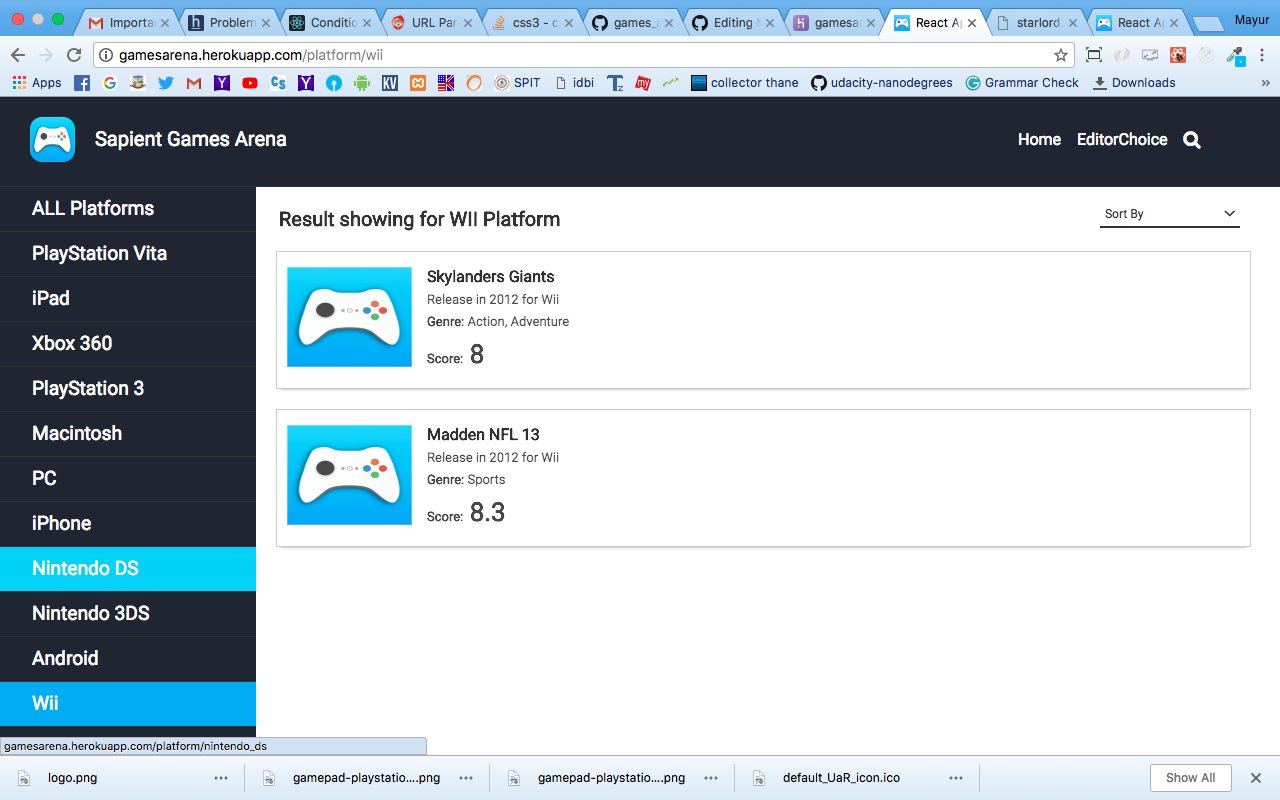 Importa
Problem
Conditio
URL Par
css3 - c
games_a
Editing M
gamesar
React Ap
starlord.
React Ap
Mayur
gamesarena.herokuapp.com/platform/wii
Apps
SPIT
idbi
collector thane
udacity-nanodegrees
Grammar Check
Downloads
»
Sapient Games Arena
Home EditorChoice
ALL Platforms
PlayStation Vita
iPad
Xbox 360
PlayStation 3
Macintosh
PC
iPhone
Nintendo DS
Nintendo 3DS
Android
Wii
Result showing for WII Platform
Sort By
Skylanders Giants
Release in 2012 for Wii
Genre: Action, Adventure
Score: 8
Madden NFL 13
Release in 2012 for Wii
Genre: Sports
Score: 8.3
gamesarena.herokuapp.com/platform/nintendo_ds
logo.png
gamepad-playstatio....png
gamepad-playstatio....png
default_UaR_icon.ico
Show All